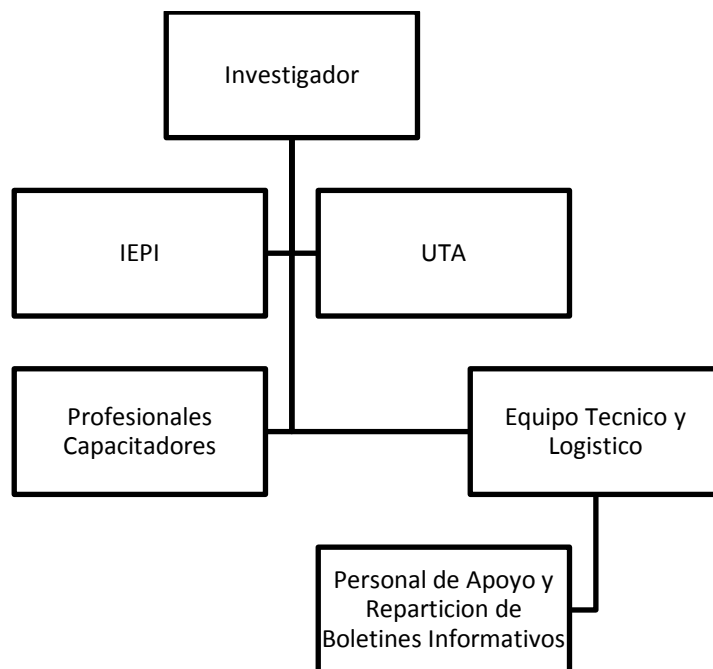 Investigador
IEPI
UTA
Profesionales
Capacitadores
Equipo Tecnico y
Logistico
Personal de Apoyo y
Reparticion de
Boletines Informativos